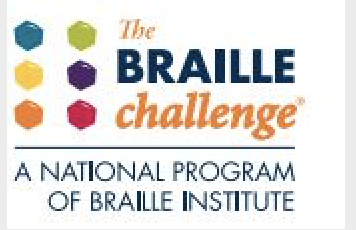 The
BRAILLE
challenge®
A NATIONAL PROGRAM
OF BRAILLE INSTITUTE